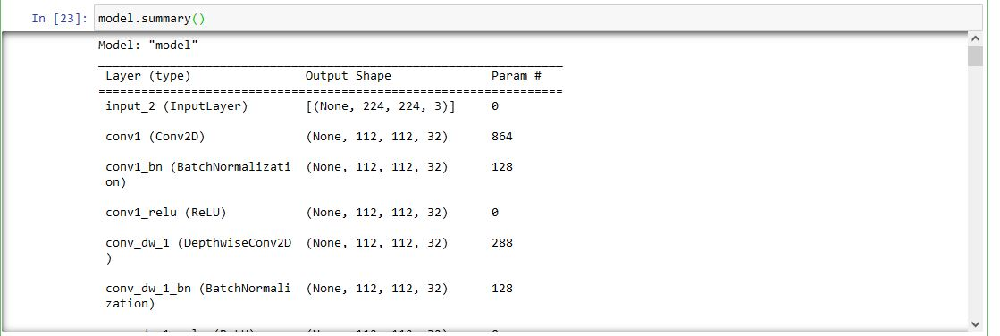 In [23]: model.summary()
Model: "model"
Layer (type) Output Shape Param #
=================================================================
input_2 (InputLayer) [(None, 224, 224, 3)] 0
conv1 (Conv2D) (None, 112, 112, 32) 864
conv1_bn (BatchNormalizati (None, 112, 112, 32) 128
on)
conv1_relu (ReLU) (None, 112, 112, 32) 0
conv_dw_1 (DepthwiseConv2D (None, 112, 112, 32) 288
)
conv_dw_1_bn (BatchNormali (None, 112, 112, 32) 128
zation)